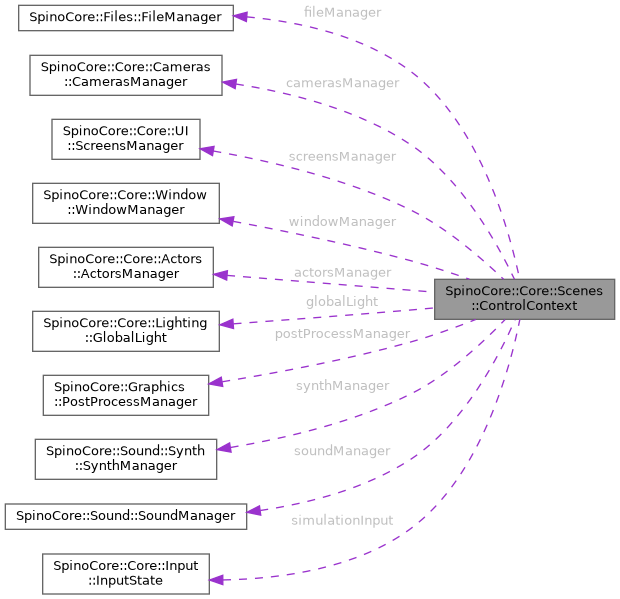 SpinoCore::Files::FileManager
fileManager
SpinoCore::Core::Cameras
::CamerasManager
camerasManager
SpinoCore::Core::UI
::ScreensManager
screensManager
SpinoCore::Core::Window
::WindowManager
windowManager
SpinoCore::Core::Actors
::ActorsManager
actorsManager
SpinoCore::Core::Scenes
::ControlContext
SpinoCore::Core::Lighting
::GlobalLight
globalLight
SpinoCore::Graphics
::PostProcessManager
postProcessManager
SpinoCore::Sound::Synth
::SynthManager
synthManager
SpinoCore::Sound::SoundManager
soundManager
SpinoCore::Core::Input
::InputState
simulationInput